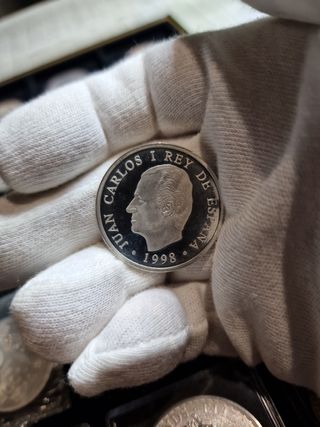 JUAN CARLOS I REY DE ESPAÑA
• 1998 •